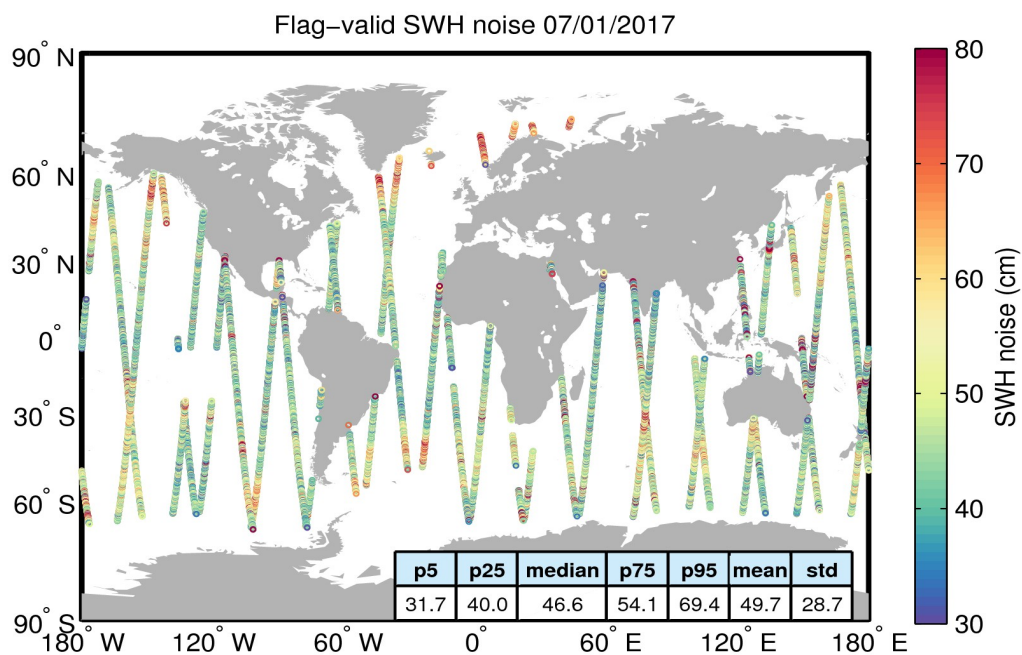 Flag−valid SWH noise 07/01/2017
90° N
60° N
30° N
0°
30° S
60° S
90° S
180° W 120° W 60° W 0° 60° E 120° E 180° E
80
70
60
50
40
30
SWH noise (cm)
p5 p25 median p75 p95 mean std
31.7 40.0 46.6 54.1 69.4 49.7 28.7